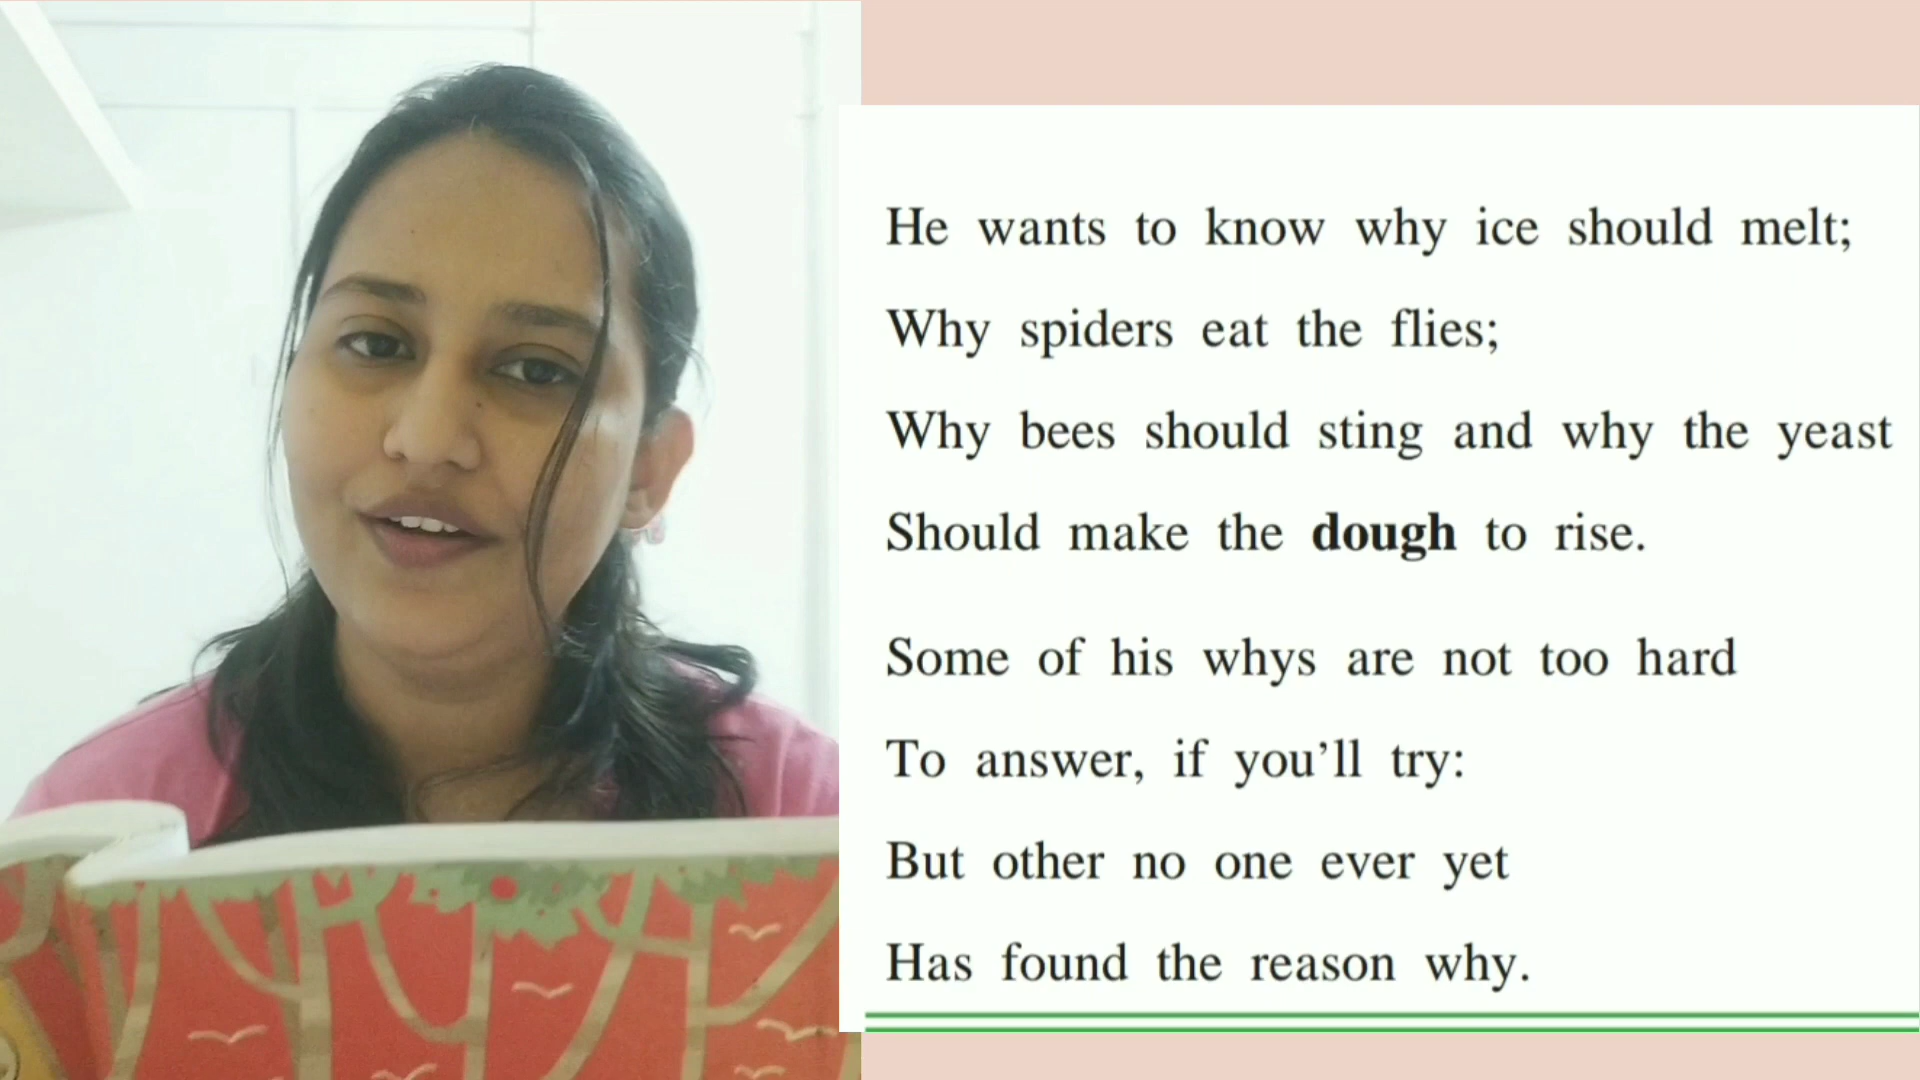 He wants to know why ice should melt;
Why spiders eat the flies;
Why bees should sting and why the yeast
Should make the dough to rise.
Some of his whys are not too hard
To answer, if you'll try:
But other no one ever yet
Has found the reason why.